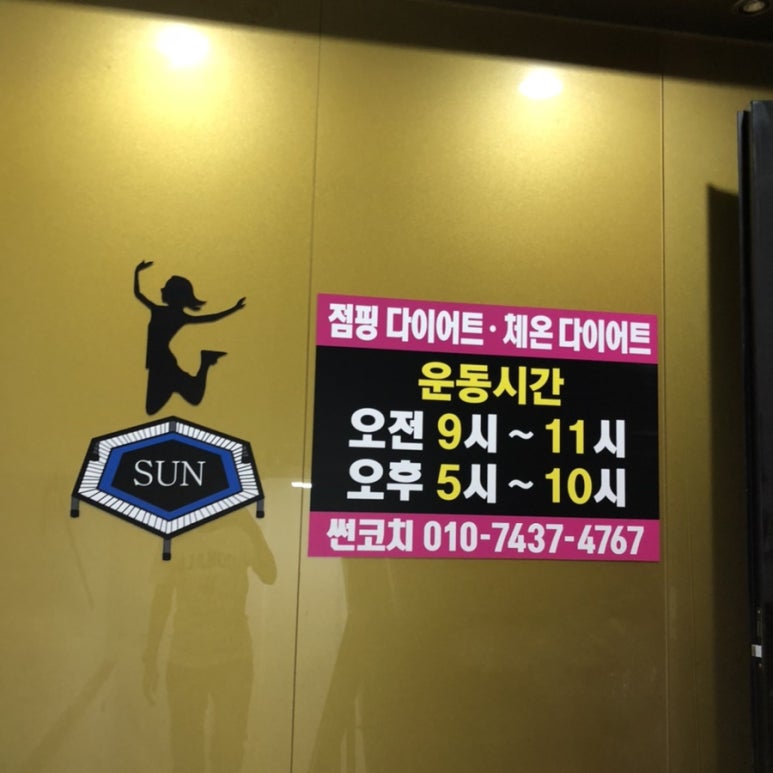 SUN
점핑 다이어트 · 체온 다이어트
운동시간
오전 9시 ~ 11시
오후 5시 ~ 10시
썬코치 010-7437-4767